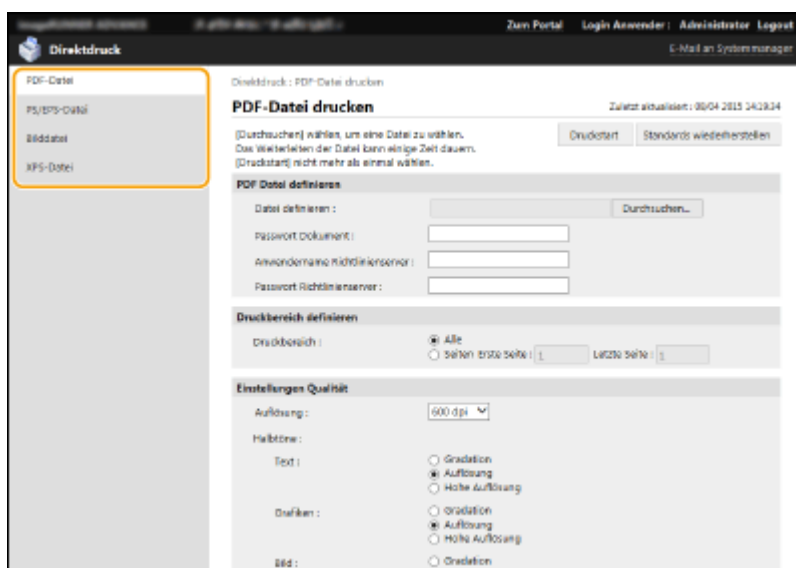 Zum Portal Login Anwender : Administrator Logout
Direktdruck
E-Mail an Systemmanager
PDF-Datei
PS/EPS-Datei
Bilddatei
XPS-Datei
Direktdruck : PDF-Datei drucken
PDF-Datei drucken
Zuletzt aktualisiert : 08/04 2015 14:19:34
[Durchsuchen] wählen, um eine Datei zu wählen.
Das Weiterleiten der Datei kann einige Zeit dauern.
[Druckstart] nicht mehr als einmal wählen.
Druckstart Standards wiederherstellen
PDF Datei definieren
Datei definieren : Durchsuchen...
Passwort Dokument :
Anwendername Richtlinienserver :
Passwort Richtlinienserver :
Druckbereich definieren
Druckbereich : Alle
Seiten Erste Seite : 1 Letzte Seite : 1
Einstellungen Qualität
Auflösung : 600 dpi
Halbtöne :
Text : Gradation
Auflösung
Hohe Auflösung
Grafiken : Gradation
Auflösung
Hohe Auflösung
Bild : Gradation